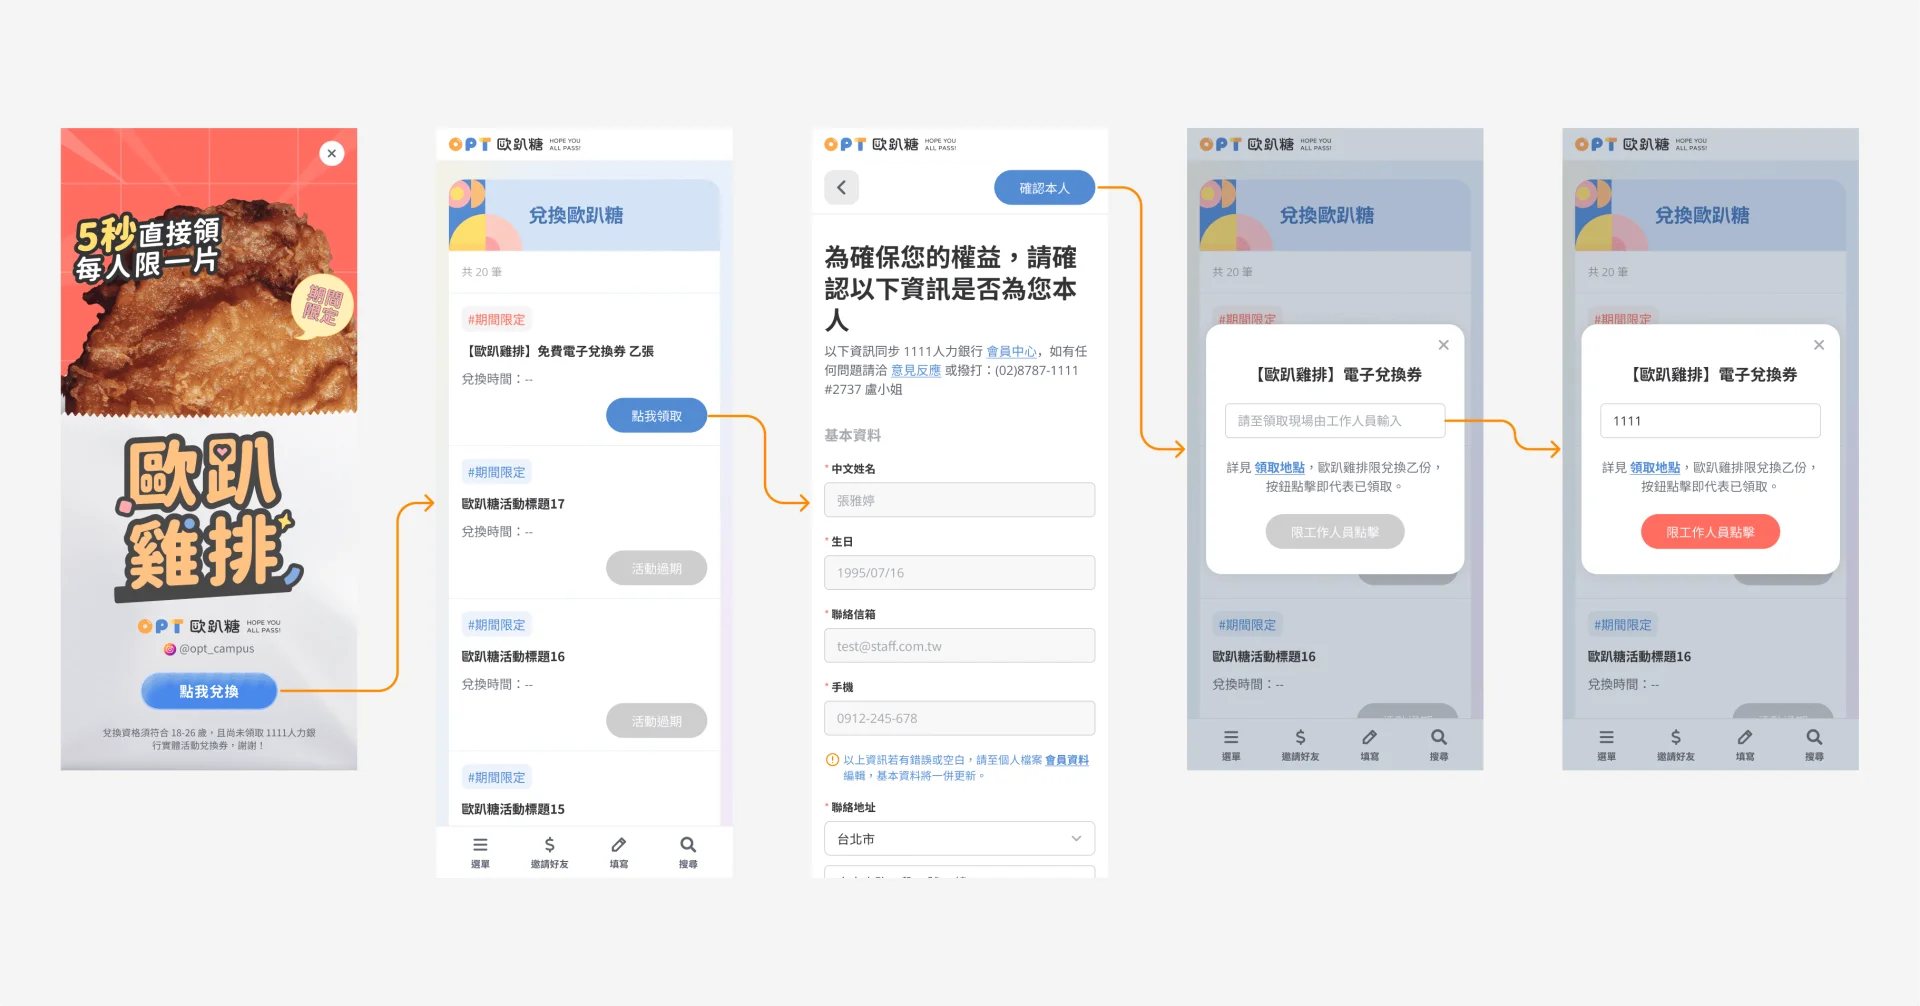 5秒直接領
每人限一片
期間
限定
歐趴
雞排
OPT 歐趴糖 HOPE YOU
ALL PASS!
@opt_campus
點我兌換
兌換資格須符合 18-26 歲，且尚未領取 1111人力銀
行實體活動兌換券，謝謝！
OPT 歐趴糖 HOPE YOU
ALL PASS!
兌換歐趴糖
共 20 筆
#期間限定
【歐趴雞排】免費電子兌換券 乙張
兌換時間：--
點我領取
#期間限定
歐趴糖活動標題17
兌換時間：--
活動過期
#期間限定
歐趴糖活動標題16
兌換時間：--
活動過期
#期間限定
歐趴糖活動標題15
選單
邀請好友
填寫
搜尋
OPT 歐趴糖 HOPE YOU
ALL PASS!
確認本人
為確保您的權益，請確
認以下資訊是否為您本
人
以下資訊同步 1111人力銀行 會員中心，如有任
何問題請洽 意見反應 或撥打：(02)8787-1111
#2737 盧小姐
基本資料
* 中文姓名
張雅婷
* 生日
1995/07/16
* 聯絡信箱
test@staff.com.tw
* 手機
0912-245-678
以上資訊若有錯誤或空白，請至個人檔案 會員資料
編輯，基本資料將一併更新。
* 聯絡地址
台北市
OPT 歐趴糖 HOPE YOU
ALL PASS!
兌換歐趴糖
共 20 筆
#期間限定
【歐趴雞排】電子兌換券
請至領取現場由工作人員輸入
詳見 領取地點，歐趴雞排限兌換乙份，
按鈕點擊即代表已領取。
限工作人員點擊
#期間限定
歐趴糖活動標題16
兌換時間：--
選單
邀請好友
填寫
搜尋
OPT 歐趴糖 HOPE YOU
ALL PASS!
兌換歐趴糖
共 20 筆
#期間限定
【歐趴雞排】電子兌換券
1111
詳見 領取地點，歐趴雞排限兌換乙份，
按鈕點擊即代表已領取。
限工作人員點擊
#期間限定
歐趴糖活動標題16
兌換時間：--
選單
邀請好友
填寫
搜尋